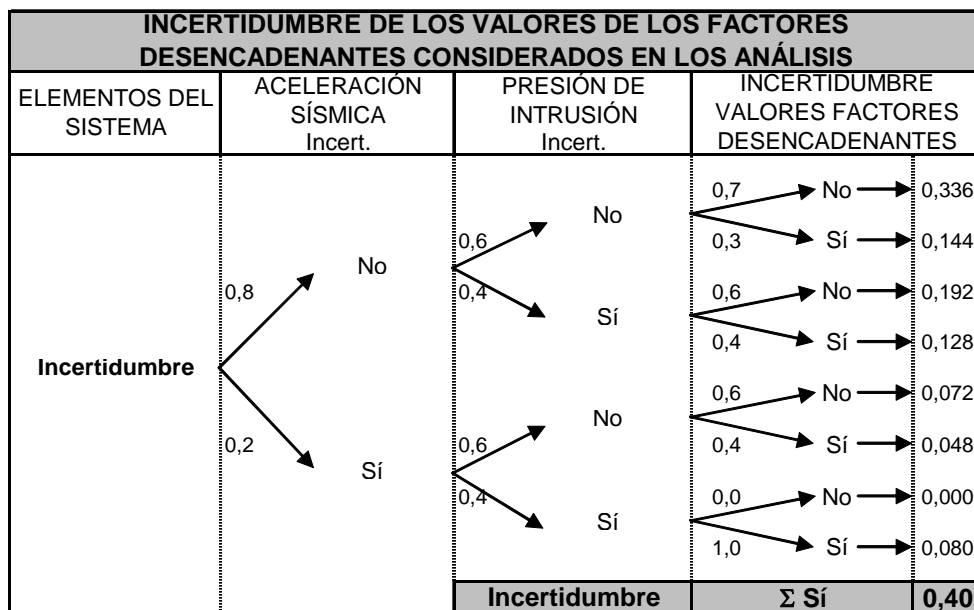 INCERTIDUMBRE DE LOS VALORES DE LOS FACTORES
DESENCADENANTES CONSIDERADOS EN LOS ANÁLISIS
ELEMENTOS DEL
SISTEMA
ACELERACIÓN
SÍSMICA
Incert.
PRESIÓN DE
INTRUSIÓN
Incert.
INCERTIDUMBRE
VALORES FACTORES
DESENCADENANTES
0,7 No 0,336
No
0,6 0,3 Sí 0,144
No
0,8 0,4 0,6 No 0,192
Sí
0,4 Sí 0,128
Incertidumbre
0,6 No 0,072
No
0,2 0,6 0,4 Sí 0,048
Sí
0,4 0,0 No 0,000
Sí
1,0 Sí 0,080
Incertidumbre Σ Sí 0,40